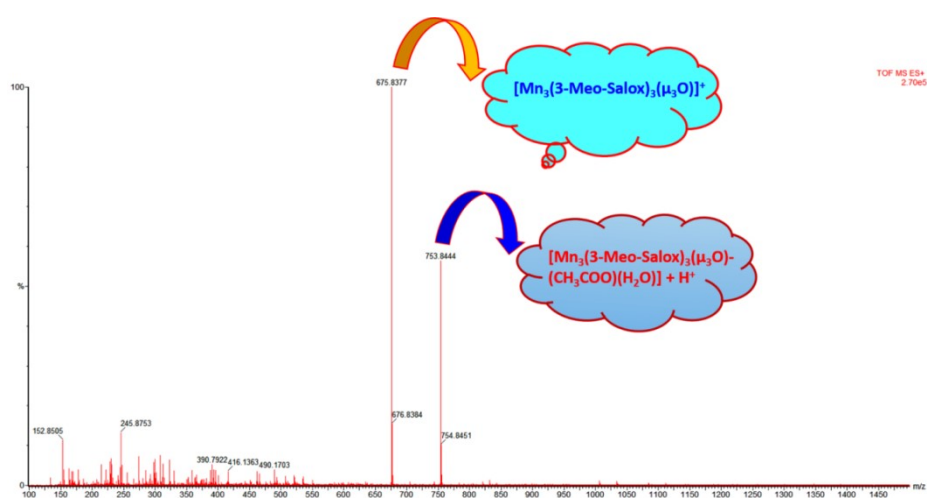 675.8377
100
TOF MS ES+
2.70e5
[Mn₃(3-Meo-Salox)₃(μ₃O)]⁺
753.8444
[Mn₃(3-Meo-Salox)₃(μ₃O)-
(CH₃COO)(H₂O)] + H⁺
%
676.8384
152.8505
245.8753
754.8451
390.7922
416.1363
490.1703
0
100 150 200 250 300 350 400 450 500 550 600 650 700 750 800 850 900 950 1000 1050 1100 1150 1200 1250 1300 1350 1400 1450
m/z